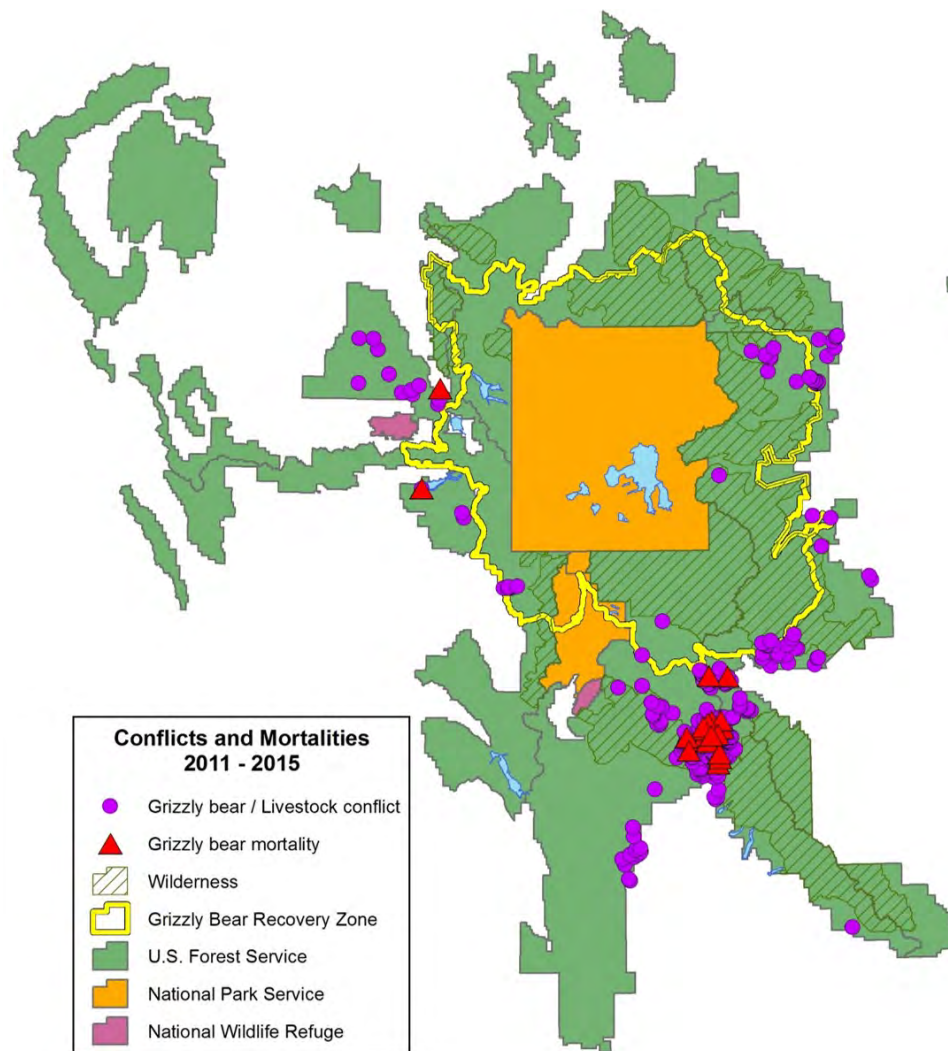 Conflicts and Mortalities
2011 - 2015
Grizzly bear / Livestock conflict
Grizzly bear mortality
Wilderness
Grizzly Bear Recovery Zone
U.S. Forest Service
National Park Service
National Wildlife Refuge